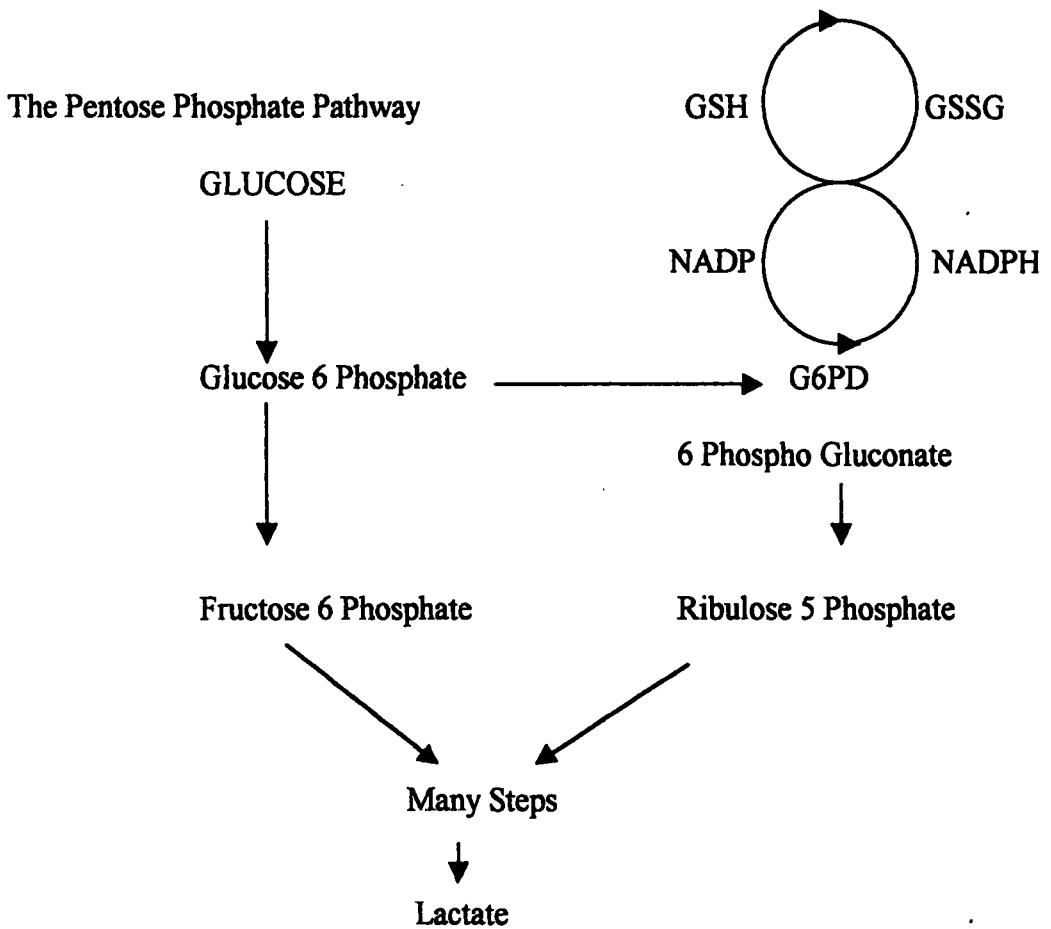 The Pentose Phosphate Pathway
GSH
GSSG
GLUCOSE
NADP
NADPH
Glucose 6 Phosphate
G6PD
6 Phospho Gluconate
Fructose 6 Phosphate
Ribulose 5 Phosphate
Many Steps
Lactate